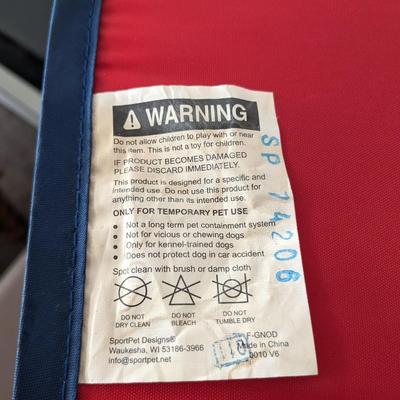 WARNING
Do not allow children to play with or near
this item. This is not a toy for children.
IF PRODUCT BECOMES DAMAGED
PLEASE DISCARD IMMEDIATELY.
This product is designed for a specific and
intended use. Do not use this product for
anything other than its intended use.
ONLY FOR TEMPORARY PET USE
• Not a long term pet containment system
• Not for vicious or chewing dogs
• Only for kennel-trained dogs
• Does not protect dog in car accident
Spot clean with brush or damp cloth
DO NOT
DRY CLEAN
DO NOT
BLEACH
DO NOT
TUMBLE DRY
SportPet Designs®
Waukesha, WI 53186-3966
info@sportpet.net
F-GNOD
Made in China
0010 V6
SP 74206